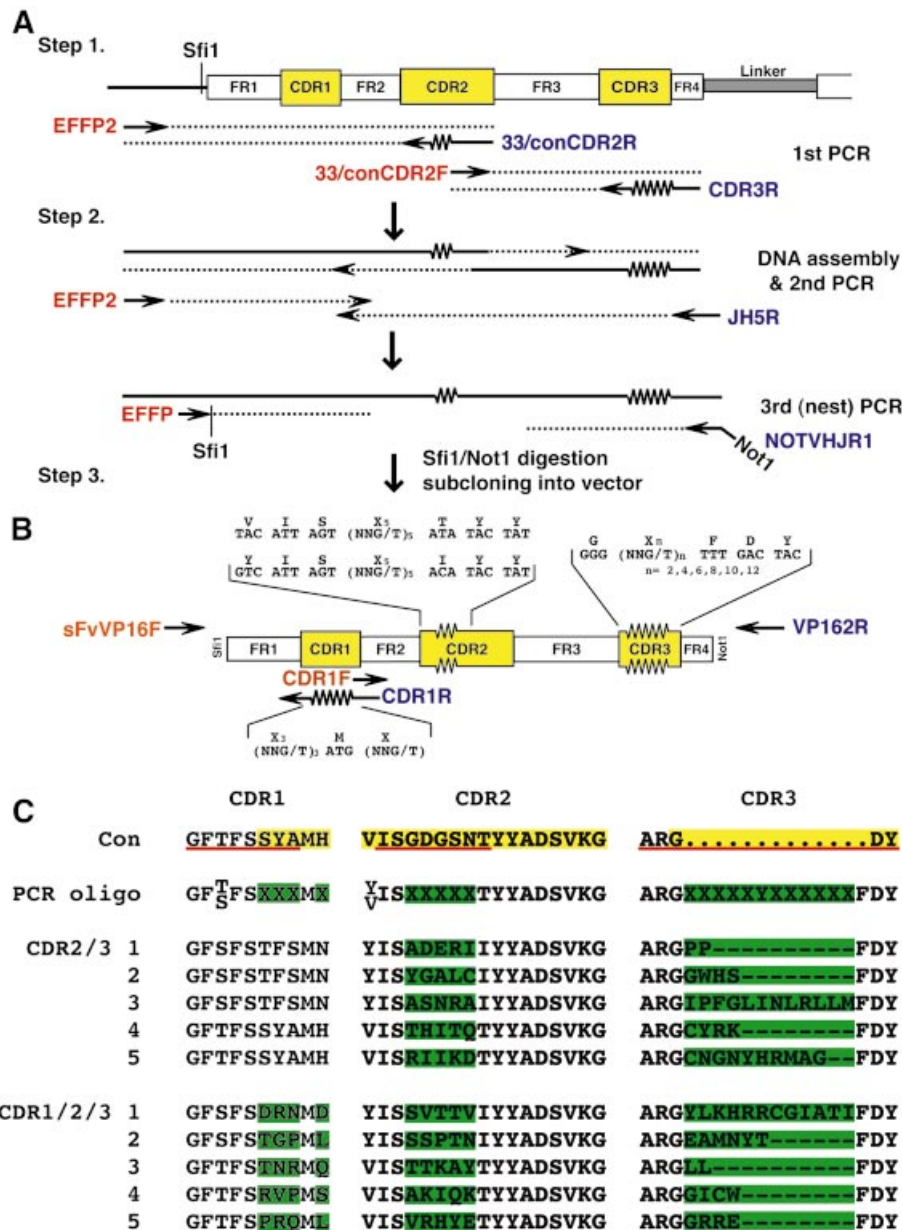 A
Step 1.
Sfi1
FR1 CDR1 FR2 CDR2 FR3 CDR3 FR4 Linker
EFFP2
33/conCDR2R
33/conCDR2F
1st PCR
CDR3R
Step 2.
DNA assembly
& 2nd PCR
EFFP2
JH5R
3rd (nest) PCR
EFFP
Sfi1
Not1
NOTVHJR1
Step 3.
Sfi1/Not1 digestion
subcloning into vector
B
V I S X5 T Y Y
TAC ATT AGT (NNG/T)5 ATA TAC TAT
Y I S X5 I Y Y
GTC ATT AGT (NNG/T)5 ACA TAC TAT
G Xn F D Y
GGG (NNG/T)n TTT GAC TAC
n= 2,4,6,8,10,12
sFvVP16F
VP162R
Sfi1 FR1 CDR1 FR2 CDR2 FR3 CDR3 FR4 Not1
CDR1F
CDR1R
X3 M X
(NNG/T)3 ATG (NNG/T)
C
CDR1 CDR2 CDR3
Con GFTFSSYAMH VISGDGSNTYYADSVKG ARG.............DY
PCR oligo GFT/SFSXXXMX Y/VISXXXXXTYYADSVKG ARGXXXXXYXXXXXXFDY
CDR2/3 1 GFSFSTFSMN YISADERIIYYADSVKG ARGPP----------FDY
2 GFSFSTFSMN YISYGALCIYYADSVKG ARGGWHS--------FDY
3 GFSFSTFSMN YISASNRAIYYADSVKG ARGIPFGLINLRLLMFDY
4 GFTFSSYAMH VISTHITQTYYADSVKG ARGCYRK--------FDY
5 GFTFSSYAMH VISRIIKDTYYADSVKG ARGCNGNYHRMAG--FDY
CDR1/2/3 1 GFSFSDRNMD YISSVTTVIYYADSVKG ARGYLKHRRCGIATIFDY
2 GFSFSTGPML YISSSPTNIYYADSVKG ARGEAMNYT------FDY
3 GFTFSTNRMQ VISTTKAYTYYADSVKG ARGLL----------FDY
4 GFTFSRVPMS VISAKIQKTYYADSVKG ARGGICW--------FDY
5 GFTFSPRQML VISVRHYETYYADSVKG ARGGRRE--------FDY